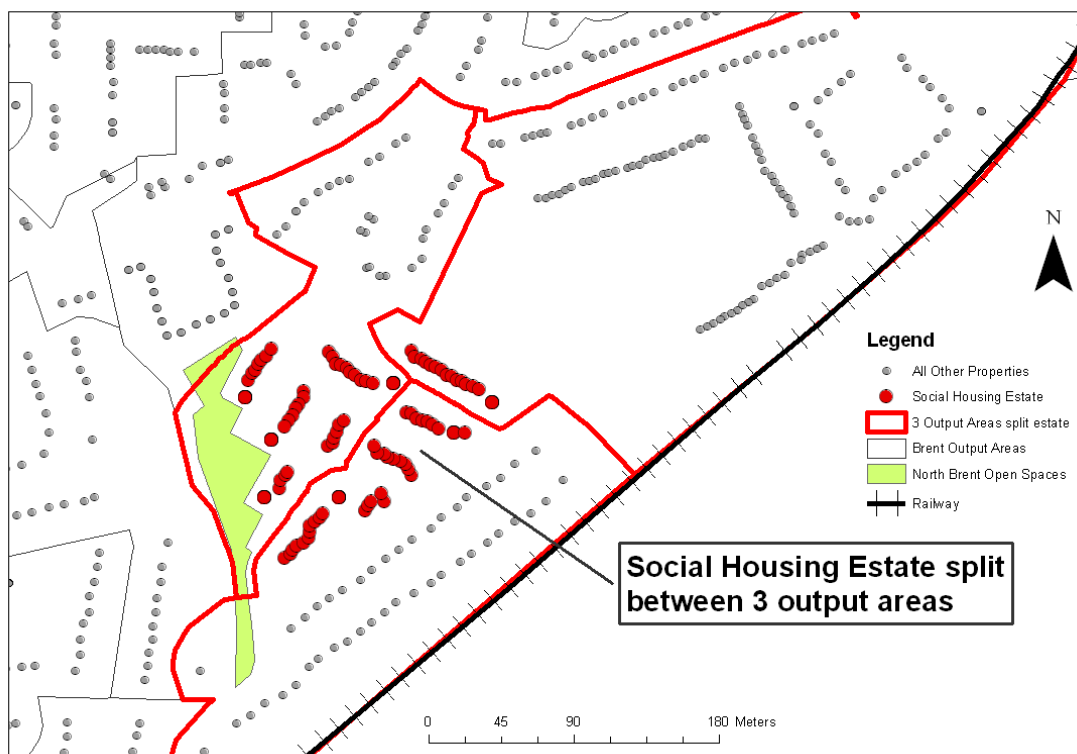 N
Legend
All Other Properties
Social Housing Estate
3 Output Areas split estate
Brent Output Areas
North Brent Open Spaces
Railway
Social Housing Estate split
between 3 output areas
0 45 90 180 Meters